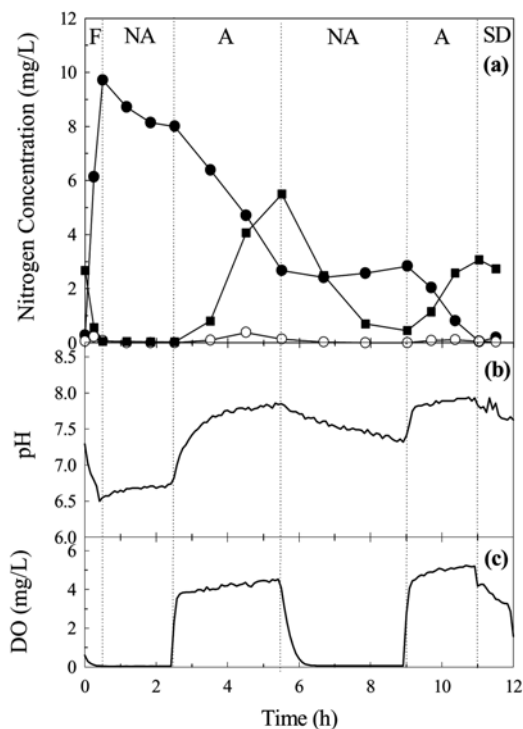 F NA A NA A SD
(a)
12
10
8
6
4
2
0
Nitrogen Concentration (mg/L)
8.5
8.0
7.5
7.0
6.5
6.0
pH
(b)
4
2
0
DO (mg/L)
(c)
0 2 4 6 8 10 12
Time (h)